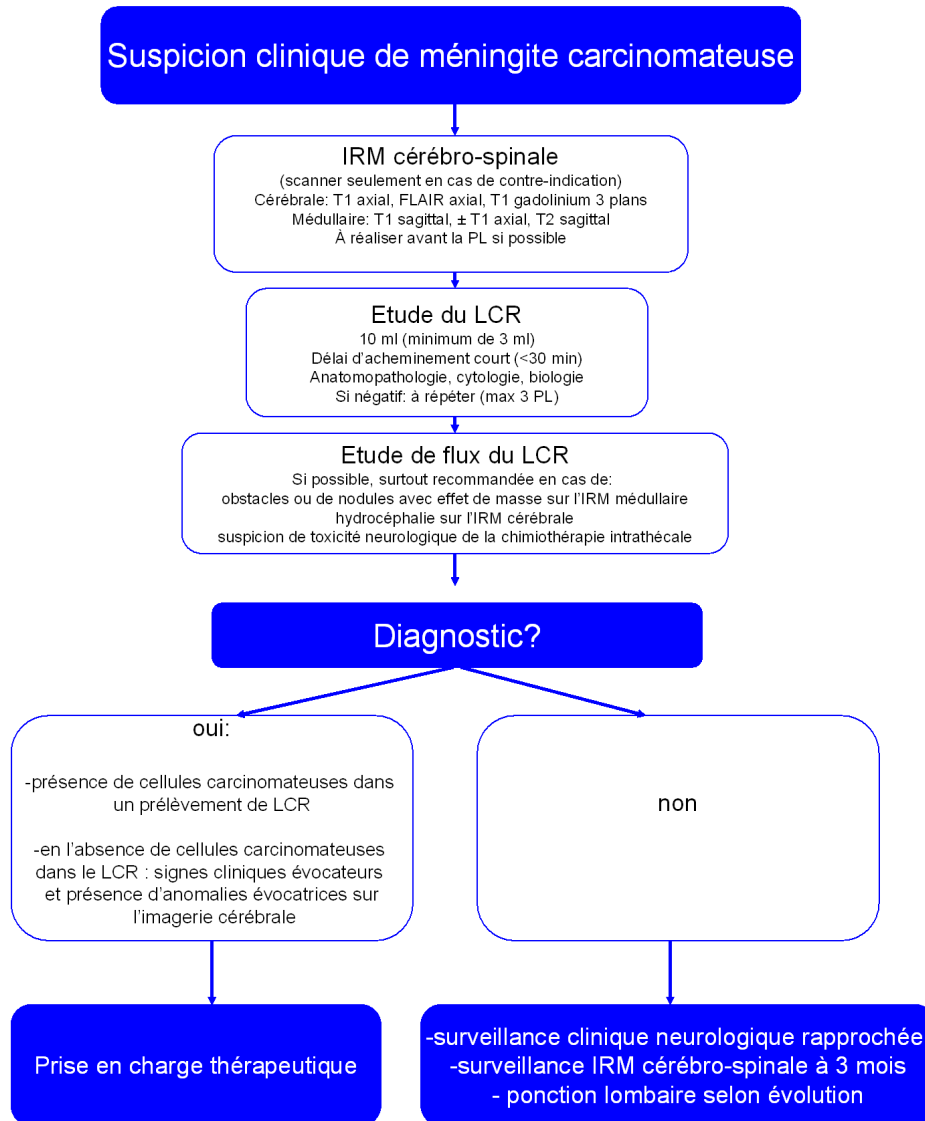 Suspicion clinique de méningite carcinomateuse
IRM cérébro-spinale
(scanner seulement en cas de contre-indication)
Cérébrale: T1 axial, FLAIR axial, T1 gadolinium 3 plans
Médullaire: T1 sagittal, ± T1 axial, T2 sagittal
À réaliser avant la PL si possible
Etude du LCR
10 ml (minimum de 3 ml)
Délai d'acheminement court (<30 min)
Anatomopathologie, cytologie, biologie
Si négatif: à répéter (max 3 PL)
Etude de flux du LCR
Si possible, surtout recommandée en cas de:
obstacles ou de nodules avec effet de masse sur l'IRM médullaire
hydrocéphalie sur l'IRM cérébrale
suspicion de toxicité neurologique de la chimiothérapie intrathécale
Diagnostic?
oui:
-présence de cellules carcinomateuses dans
un prélèvement de LCR
-en l'absence de cellules carcinomateuses
dans le LCR : signes cliniques évocateurs
et présence d'anomalies évocatrices sur
l'imagerie cérébrale
non
Prise en charge thérapeutique
-surveillance clinique neurologique rapprochée
-surveillance IRM cérébro-spinale à 3 mois
- ponction lombaire selon évolution